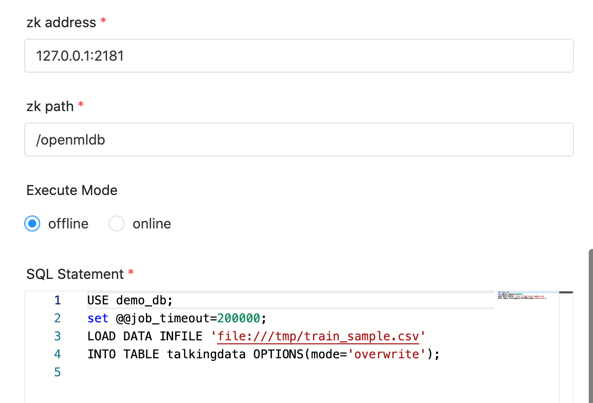 zk address *
127.0.0.1:2181
zk path *
/openmldb
Execute Mode
offline online
SQL Statement *
1 USE demo_db;
2 set @@job_timeout=200000;
3 LOAD DATA INFILE 'file:///tmp/train_sample.csv'
4 INTO TABLE talkingdata OPTIONS(mode='overwrite');
5